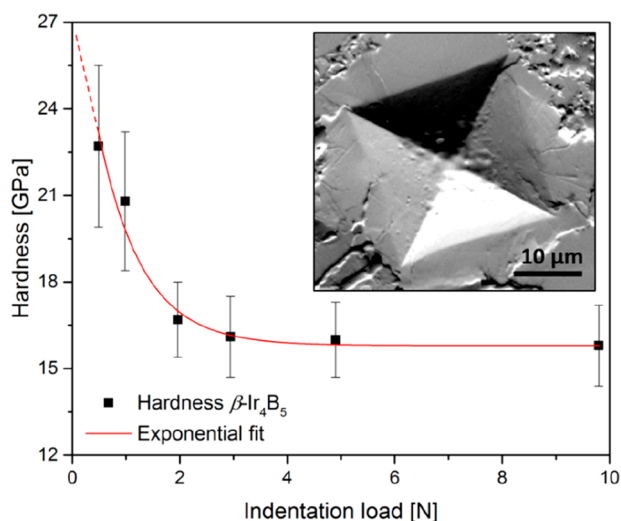 27
24
21
18
15
12
Hardness [GPa]
10 µm
Hardness β-Ir₄B₅
Exponential fit
0 2 4 6 8 10
Indentation load [N]